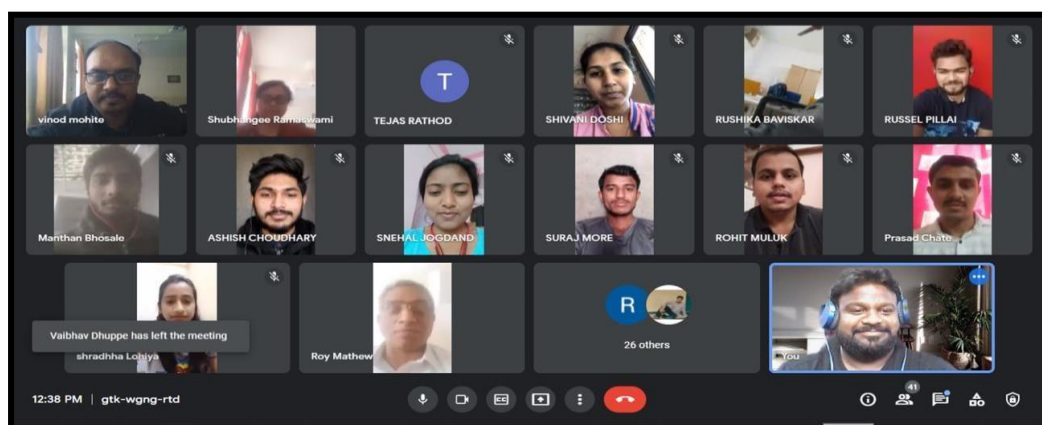 vinod mohite
Shubhangee Ramaswami
T
TEJAS RATHOD
SHIVANI DOSHI
RUSHIKA BAVISKAR
RUSSEL PILLAI
Manthan Bhosale
ASHISH CHOUDHARY
SNEHAL JOGDAND
SURAJ MORE
ROHIT MULUK
Prasad Chate
Vaibhav Dhuppe has left the meeting
shradhha Lohiya
Roy Mathew
R
26 others
You
12:38 PM | gtk-wgng-rtd
CC
41